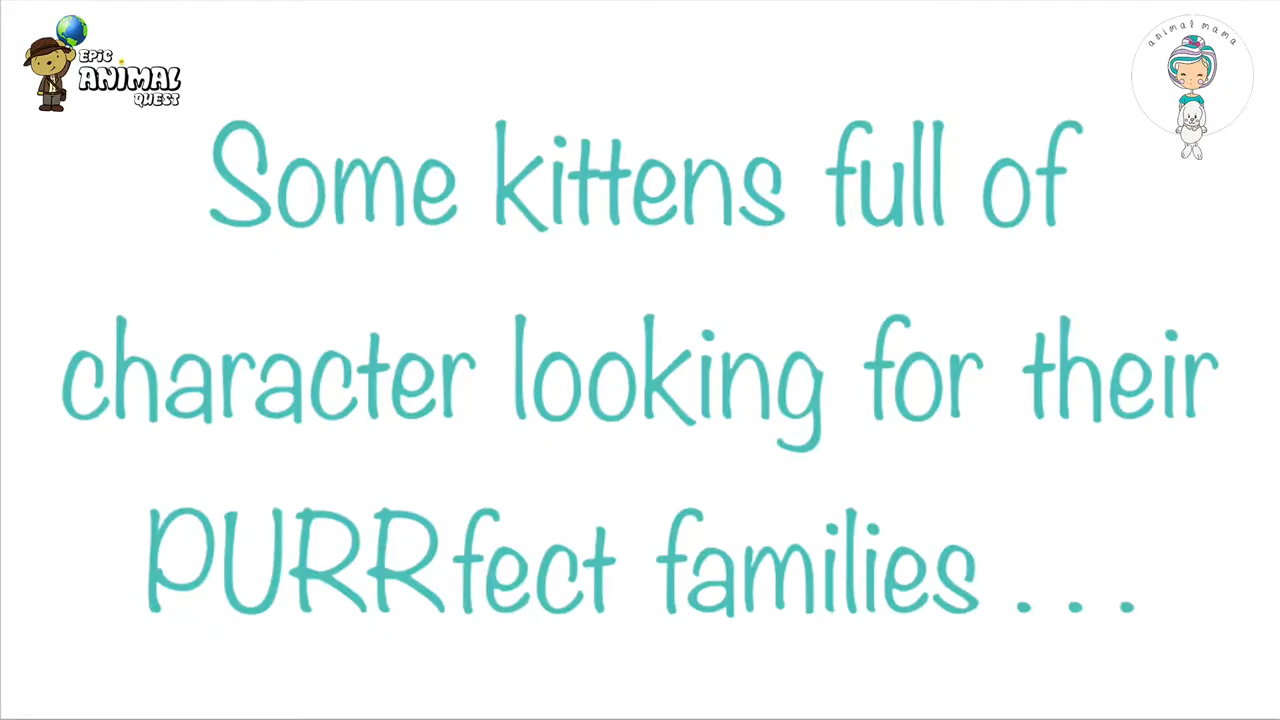 EPIC
ANIMAL
QUEST
animal mama
Some kittens full of
character looking for their
PURRfect families . . .